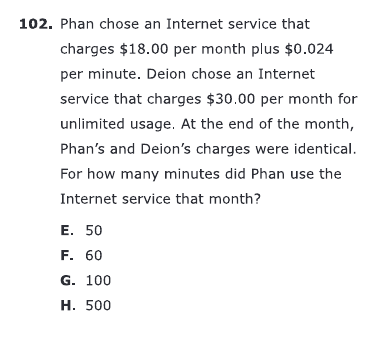 102. Phan chose an Internet service that
charges $18.00 per month plus $0.024
per minute. Deion chose an Internet
service that charges $30.00 per month for
unlimited usage. At the end of the month,
Phan's and Deion's charges were identical.
For how many minutes did Phan use the
Internet service that month?
E. 50
F. 60
G. 100
H. 500